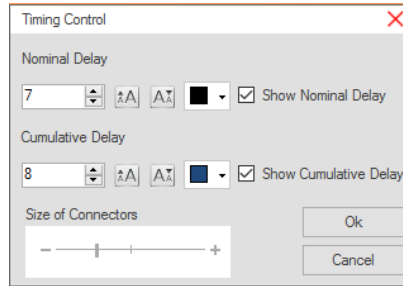 Timing Control
Nominal Delay
7
Show Nominal Delay
Cumulative Delay
8
Show Cumulative Delay
Size of Connectors
Ok
Cancel